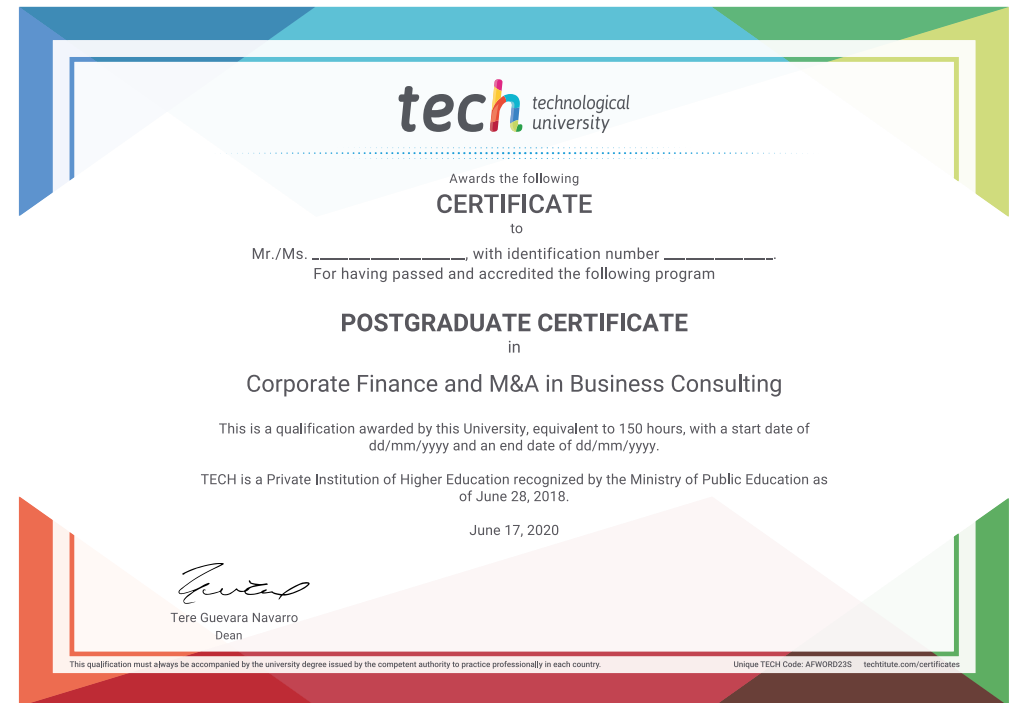 tech technological
university
Awards the following
CERTIFICATE
to
Mr./Ms. ____________________, with identification number ______________.
For having passed and accredited the following program
POSTGRADUATE CERTIFICATE
in
Corporate Finance and M&A in Business Consulting
This is a qualification awarded by this University, equivalent to 150 hours, with a start date of
dd/mm/yyyy and an end date of dd/mm/yyyy.
TECH is a Private Institution of Higher Education recognized by the Ministry of Public Education as
of June 28, 2018.
June 17, 2020
Tere Guevara Navarro
Dean
This qualification must always be accompanied by the university degree issued by the competent authority to practice professionally in each country.
Unique TECH Code: AFWORD23S techtitute.com/certificates